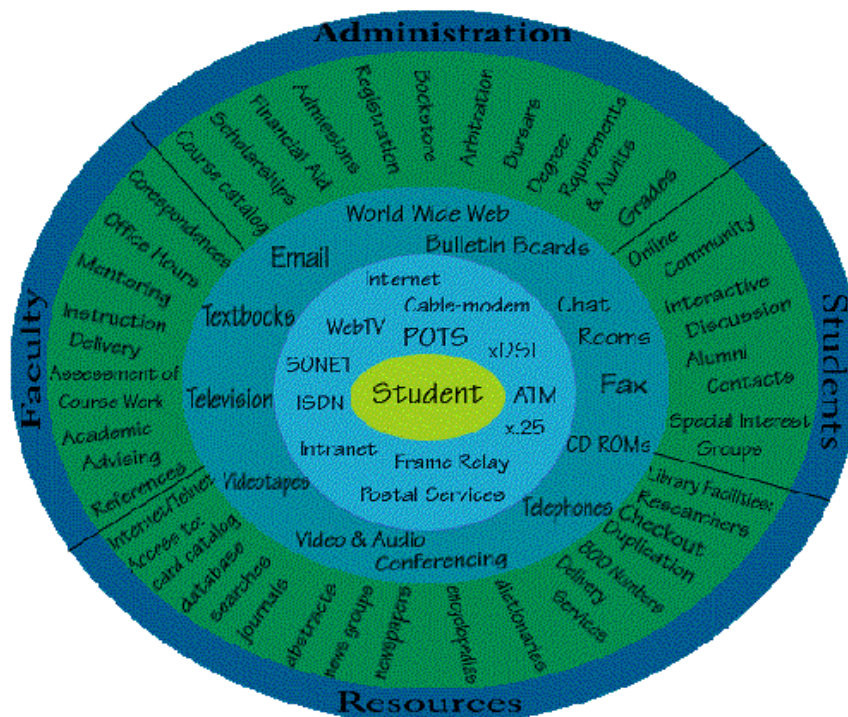 Administration
Course catalog
Scholarships
Financial Aid
Admissions
Registration
Bookstore
Arbitration
Bursars
Degree:
Rquirements
& Audits
Grades
Students
Online
Community
Interactive
Discussion
Alumni
Contacts
Special Interest
Groups
Faculty
Corespondences
Office Hours
Mentoring
Instruction
Delivery
Assessment of
Course Work
Academic
Advising
References
Resources
Internet/Telnet
Access to:
card catalog
database
searches
journals
abstracts
news groups
newspapers
encyclopedias
dictionaries
Library Facilities:
Researchers
Checkout
Duplication
800 Numbers
Delivery
Services
World Wide Web
Email
Bulletin Boards
Textbooks
Chat
Rooms
Television
Fax
Videotapes
CD ROMs
Telephones
Video & Audio
Conferencing
Internet
Cable-modem
WebTV
POTS
xDSl
SONET
ISDN
Student
ATM
x.25
Intranet
Frame Relay
Postal Services